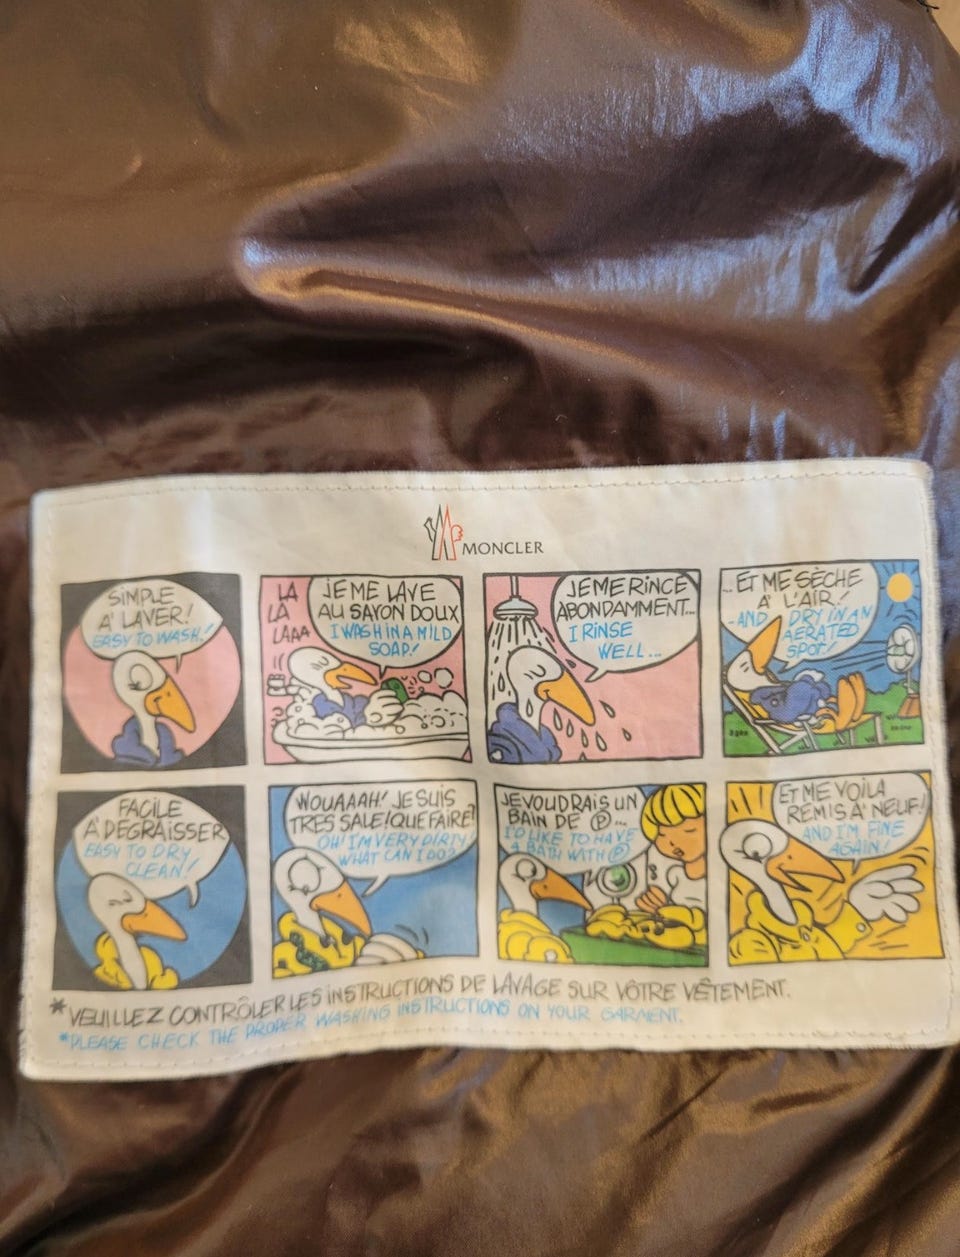 MONCLER
SIMPLE
A' LAVER!
EASY TO WASH!
LA
LA
LAAA
JE ME LAVE
AU SAVON DOUX
I WASH IN A MILD
SOAP!
JE ME RINCE
ABONDAMMENT...
I RINSE
WELL...
...ET ME SÈCHE
A' L'AIR!
-AND DRY IN AN
AERATED
SPOT!
FACILE
A' DEGRAISSER
EASY TO DRY
CLEAN!
WOUAAAH! JE SUIS
TRES SALE! QUE FAIRE?
OH! I'M VERY DIRTY!
WHAT CAN I DO?
JE VOUDRAIS UN
BAIN DE Ⓟ...
I'D LIKE TO HAVE
A BATH WITH Ⓟ
ET ME VOILA
REMIS A' NEUF!
AND I'M FINE
AGAIN!
*VEUILLEZ CONTRÔLER LES INSTRUCTIONS DE LAVAGE SUR VÔTRE VÊTEMENT.
*PLEASE CHECK THE PROPER WASHING INSTRUCTIONS ON YOUR GARMENT.